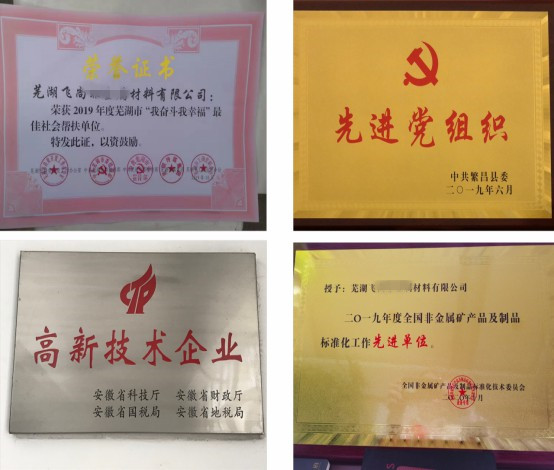 荣誉证书
芜湖飞尚 材料有限公司：
荣获2019年度芜湖市“我奋斗我幸福”最
佳社会帮扶单位。
特发此证，以资鼓励。
先进党组织
中共繁昌县委
二〇一九年六月
高新技术企业
安徽省科技厅 安徽省财政厅
安徽省国税局 安徽省地税局
授予：芜湖飞 材料有限公司
二〇一九年度全国非金属矿产品及制品
标准化工作先进单位。
全国非金属矿产品及制品标准化技术委员会
二〇二〇年 月